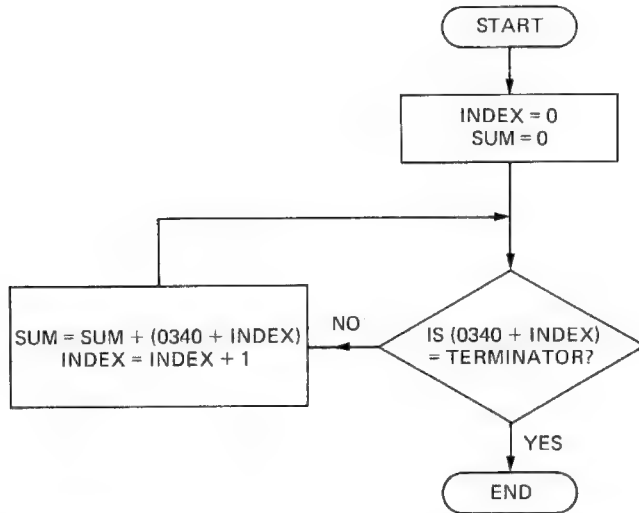 START
INDEX = 0
SUM = 0
SUM = SUM + (0340 + INDEX)
INDEX = INDEX + 1
NO
IS (0340 + INDEX)
= TERMINATOR?
YES
END